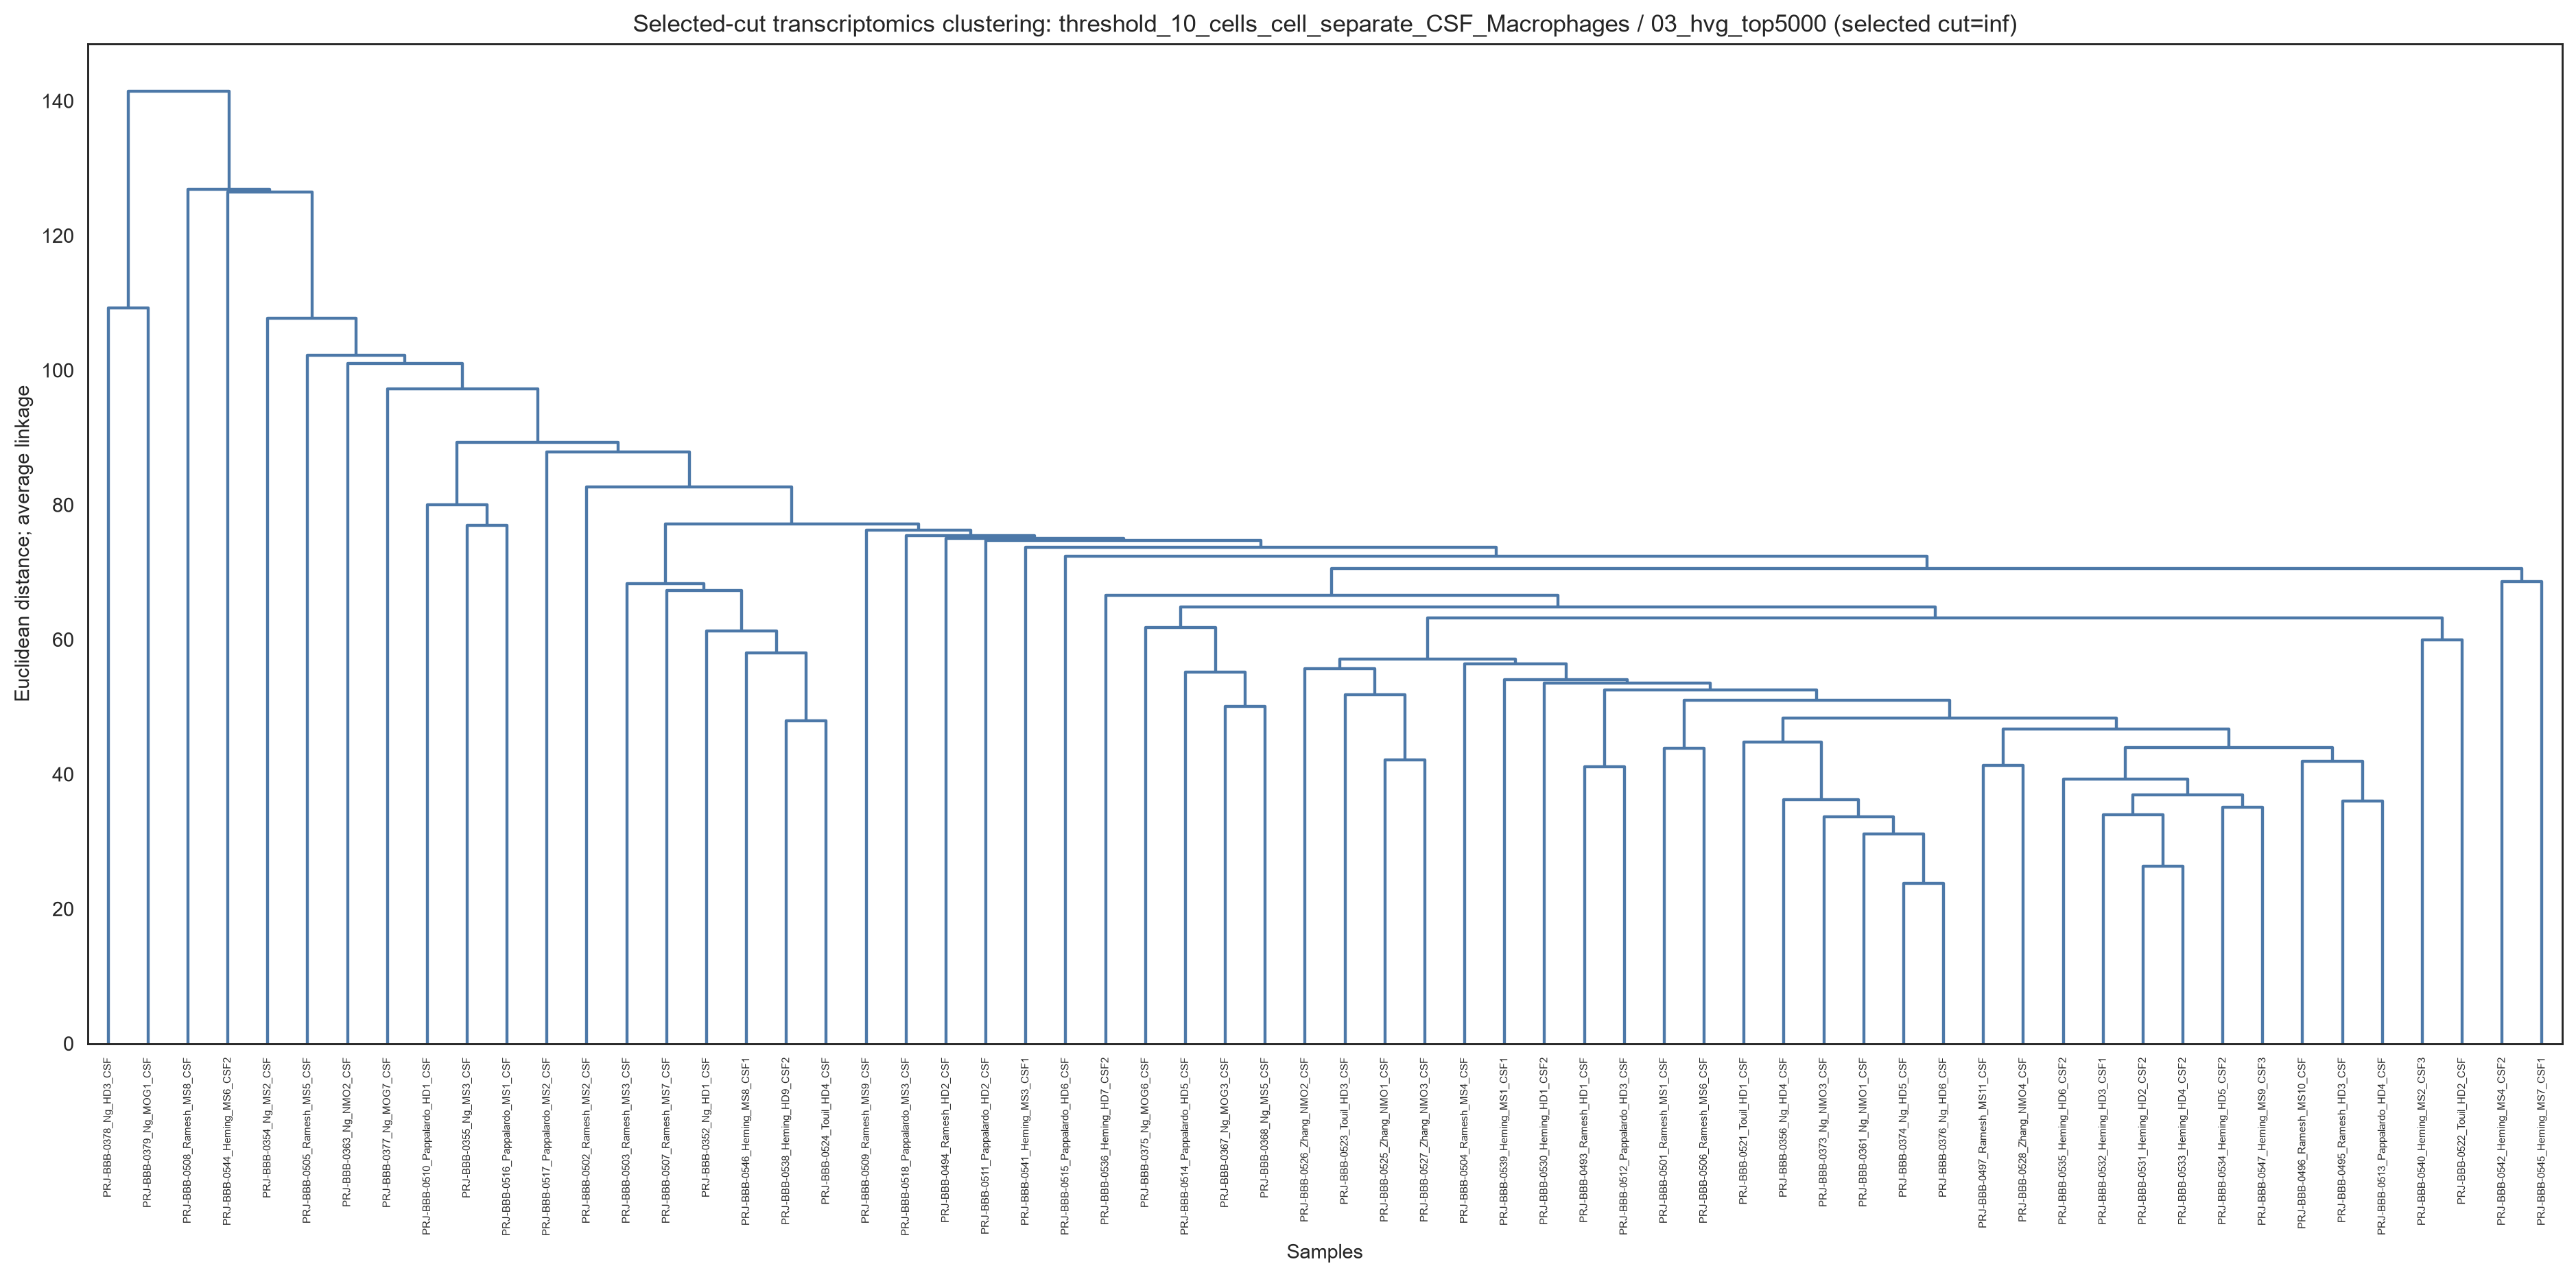 Selected-cut transcriptomics clustering: threshold_10_cells_cell_separate_CSF_Macrophages / 03_hvg_top5000 (selected cut=inf)
Euclidean distance; average linkage
140
120
100
80
60
40
20
0
PRJ-BBB-0378_Ng_HD3_CSF
PRJ-BBB-0379_Ng_MOG1_CSF
PRJ-BBB-0508_Ramesh_MS8_CSF
PRJ-BBB-0544_Heming_MS6_CSF2
PRJ-BBB-0354_Ng_MS2_CSF
PRJ-BBB-0505_Ramesh_MS5_CSF
PRJ-BBB-0363_Ng_NMO2_CSF
PRJ-BBB-0377_Ng_MOG7_CSF
PRJ-BBB-0510_Pappalardo_HD1_CSF
PRJ-BBB-0355_Ng_MS3_CSF
PRJ-BBB-0516_Pappalardo_MS1_CSF
PRJ-BBB-0517_Pappalardo_MS2_CSF
PRJ-BBB-0502_Ramesh_MS2_CSF
PRJ-BBB-0503_Ramesh_MS3_CSF
PRJ-BBB-0507_Ramesh_MS7_CSF
PRJ-BBB-0352_Ng_HD1_CSF
PRJ-BBB-0546_Heming_MS8_CSF1
PRJ-BBB-0538_Heming_HD9_CSF2
PRJ-BBB-0524_Touil_HD4_CSF
PRJ-BBB-0509_Ramesh_MS9_CSF
PRJ-BBB-0518_Pappalardo_MS3_CSF
PRJ-BBB-0494_Ramesh_HD2_CSF
PRJ-BBB-0511_Pappalardo_HD2_CSF
PRJ-BBB-0541_Heming_MS3_CSF1
PRJ-BBB-0515_Pappalardo_HD6_CSF
PRJ-BBB-0536_Heming_HD7_CSF2
PRJ-BBB-0375_Ng_MOG6_CSF
PRJ-BBB-0514_Pappalardo_HD5_CSF
PRJ-BBB-0367_Ng_MOG3_CSF
PRJ-BBB-0368_Ng_MS5_CSF
PRJ-BBB-0526_Zhang_NMO2_CSF
PRJ-BBB-0523_Touil_HD3_CSF
PRJ-BBB-0525_Zhang_NMO1_CSF
PRJ-BBB-0527_Zhang_NMO3_CSF
PRJ-BBB-0504_Ramesh_MS4_CSF
PRJ-BBB-0539_Heming_MS1_CSF1
PRJ-BBB-0530_Heming_HD1_CSF2
PRJ-BBB-0493_Ramesh_HD1_CSF
PRJ-BBB-0512_Pappalardo_HD3_CSF
PRJ-BBB-0501_Ramesh_MS1_CSF
PRJ-BBB-0506_Ramesh_MS6_CSF
PRJ-BBB-0521_Touil_HD1_CSF
PRJ-BBB-0356_Ng_HD4_CSF
PRJ-BBB-0373_Ng_NMO3_CSF
PRJ-BBB-0361_Ng_NMO1_CSF
PRJ-BBB-0374_Ng_HD5_CSF
PRJ-BBB-0376_Ng_HD6_CSF
PRJ-BBB-0497_Ramesh_MS11_CSF
PRJ-BBB-0528_Zhang_NMO4_CSF
PRJ-BBB-0535_Heming_HD6_CSF2
PRJ-BBB-0532_Heming_HD3_CSF1
PRJ-BBB-0531_Heming_HD2_CSF2
PRJ-BBB-0533_Heming_HD4_CSF2
PRJ-BBB-0534_Heming_HD5_CSF2
PRJ-BBB-0547_Heming_MS9_CSF3
PRJ-BBB-0496_Ramesh_MS10_CSF
PRJ-BBB-0495_Ramesh_HD3_CSF
PRJ-BBB-0513_Pappalardo_HD4_CSF
PRJ-BBB-0540_Heming_MS2_CSF3
PRJ-BBB-0522_Touil_HD2_CSF
PRJ-BBB-0542_Heming_MS4_CSF2
PRJ-BBB-0545_Heming_MS7_CSF1
Samples